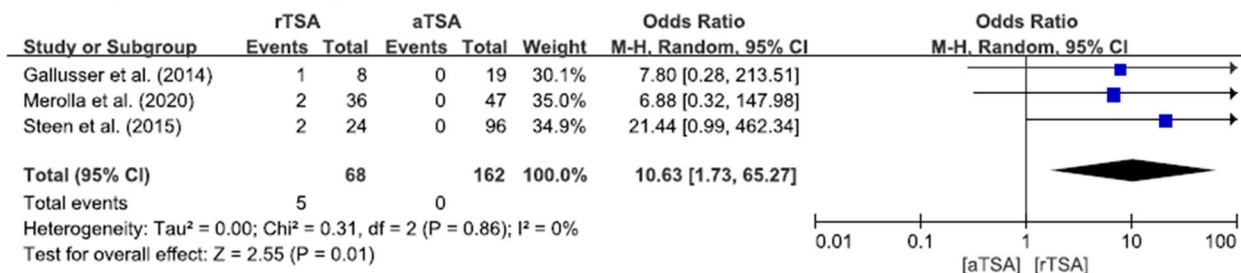 rTSA aTSA Odds Ratio Odds Ratio
Study or Subgroup Events Total Events Total Weight M-H, Random, 95% CI M-H, Random, 95% CI
Gallusser et al. (2014) 1 8 0 19 30.1% 7.80 [0.28, 213.51]
Merolla et al. (2020) 2 36 0 47 35.0% 6.88 [0.32, 147.98]
Steen et al. (2015) 2 24 0 96 34.9% 21.44 [0.99, 462.34]
Total (95% CI) 68 162 100.0% 10.63 [1.73, 65.27]
Total events 5 0
Heterogeneity: Tau² = 0.00; Chi² = 0.31, df = 2 (P = 0.86); I² = 0%
Test for overall effect: Z = 2.55 (P = 0.01)
0.01 0.1 1 10 100
[aTSA] [rTSA]